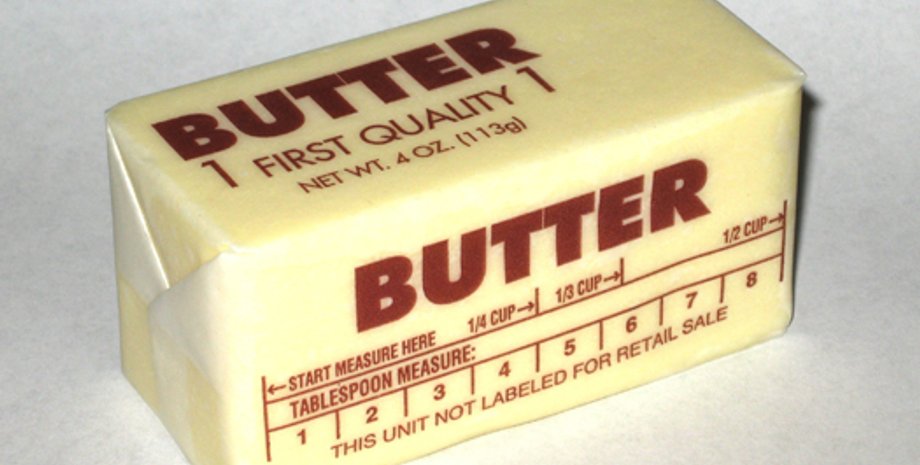 BUTTER
1 FIRST QUALITY 1
NET WT. 4 OZ. (113g)
BUTTER
1/4 CUP→ 1/3 CUP→ 1/2 CUP→
←START MEASURE HERE
TABLESPOON MEASURE:
1 2 3 4 5 6 7 8
THIS UNIT NOT LABELED FOR RETAIL SALE